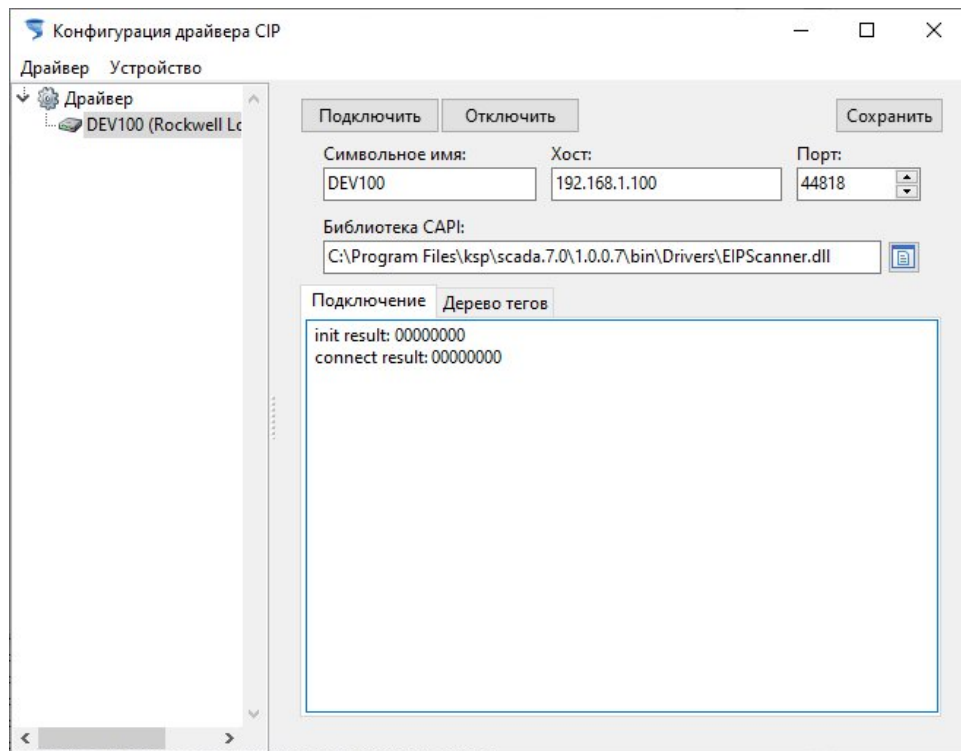 Конфигурация драйвера CIP
Драйвер Устройство
Драйвер
DEV100 (Rockwell Lo
Подключить Отключить Сохранить
Символьное имя: Хост: Порт:
DEV100 192.168.1.100 44818
Библиотека CAPI:
C:\Program Files\ksp\scada.7.0\1.0.0.7\bin\Drivers\EIPScanner.dll
Подключение Дерево тегов
init result: 00000000
connect result: 00000000